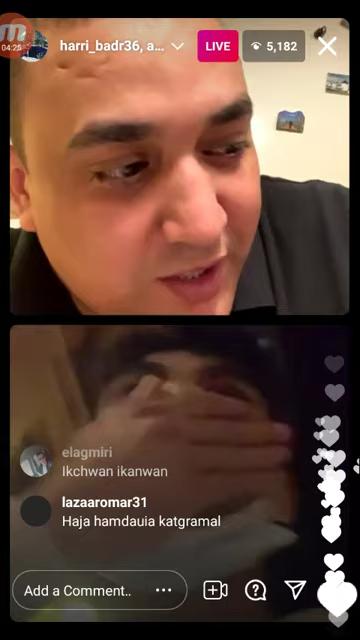 04:25
harri_badr36, a...
LIVE
5,182
elagmiri
Ikchwan ikanwan
lazaaromar31
Haja hamdauia katgramal
Add a Comment..